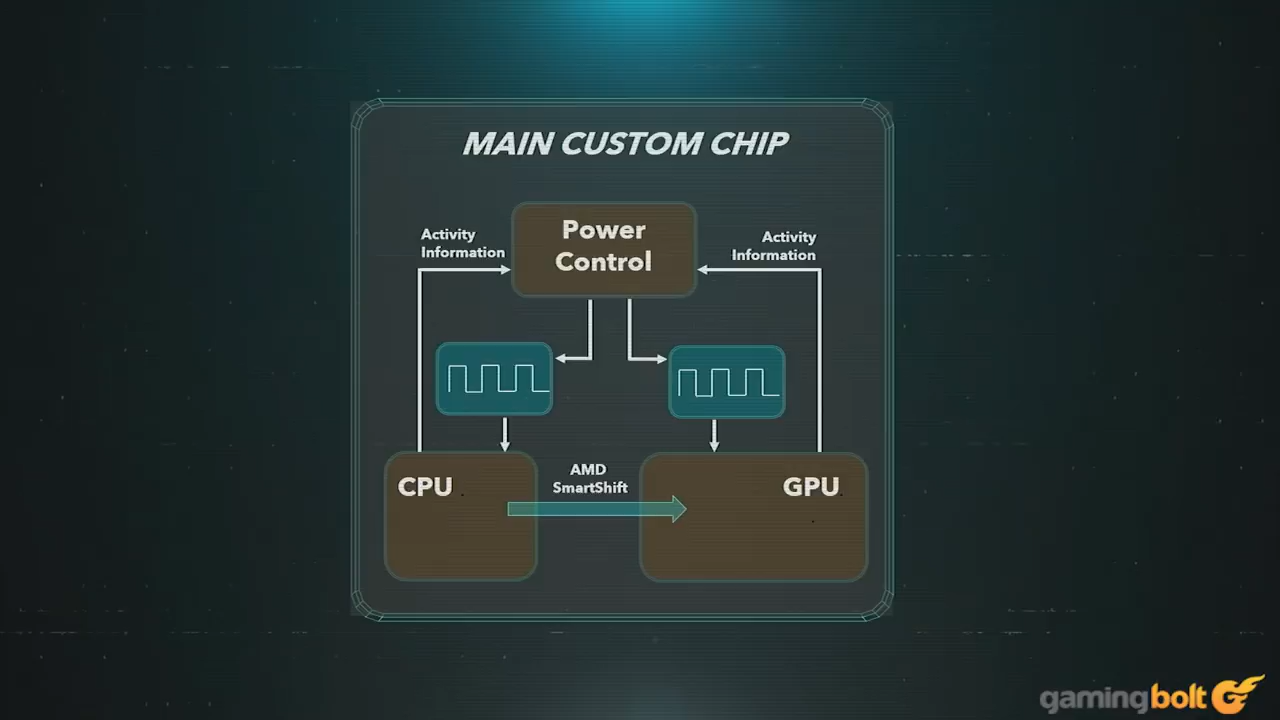 MAIN CUSTOM CHIP
Power
Control
Activity
Information
Activity
Information
AMD
SmartShift
CPU
GPU
gamingbolt